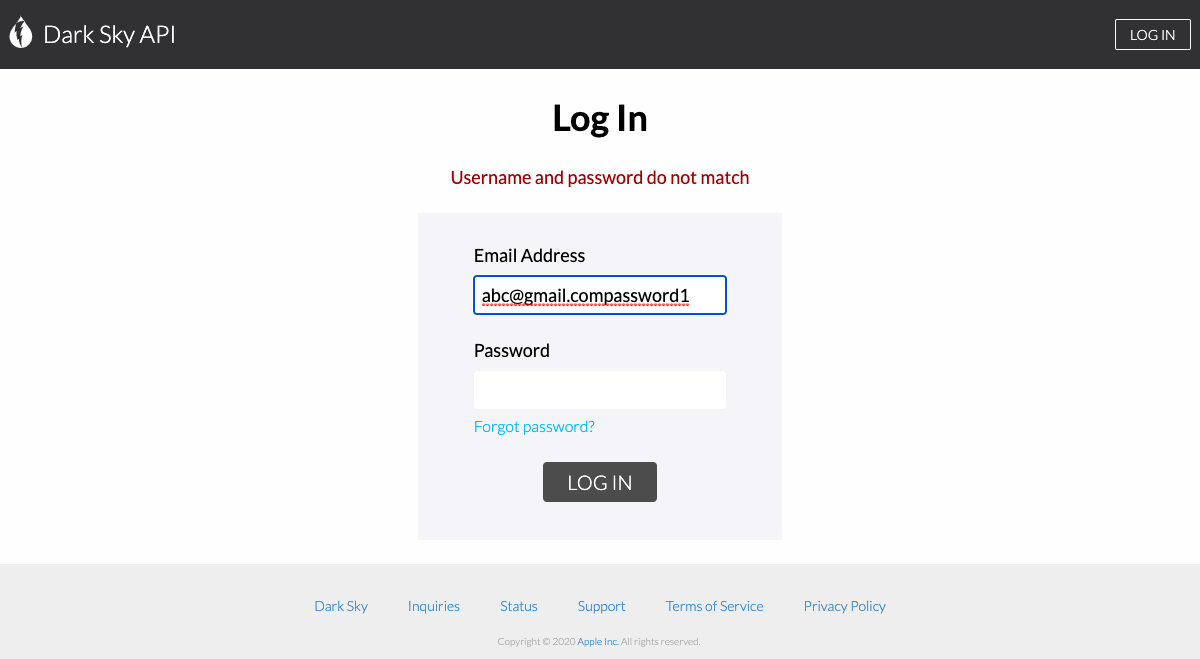 Dark Sky API
LOG IN
Log In
Username and password do not match
Email Address
abc@gmail.compassword1
Password
Forgot password?
LOG IN
Dark Sky Inquiries Status Support Terms of Service Privacy Policy
Copyright © 2020 Apple Inc. All rights reserved.